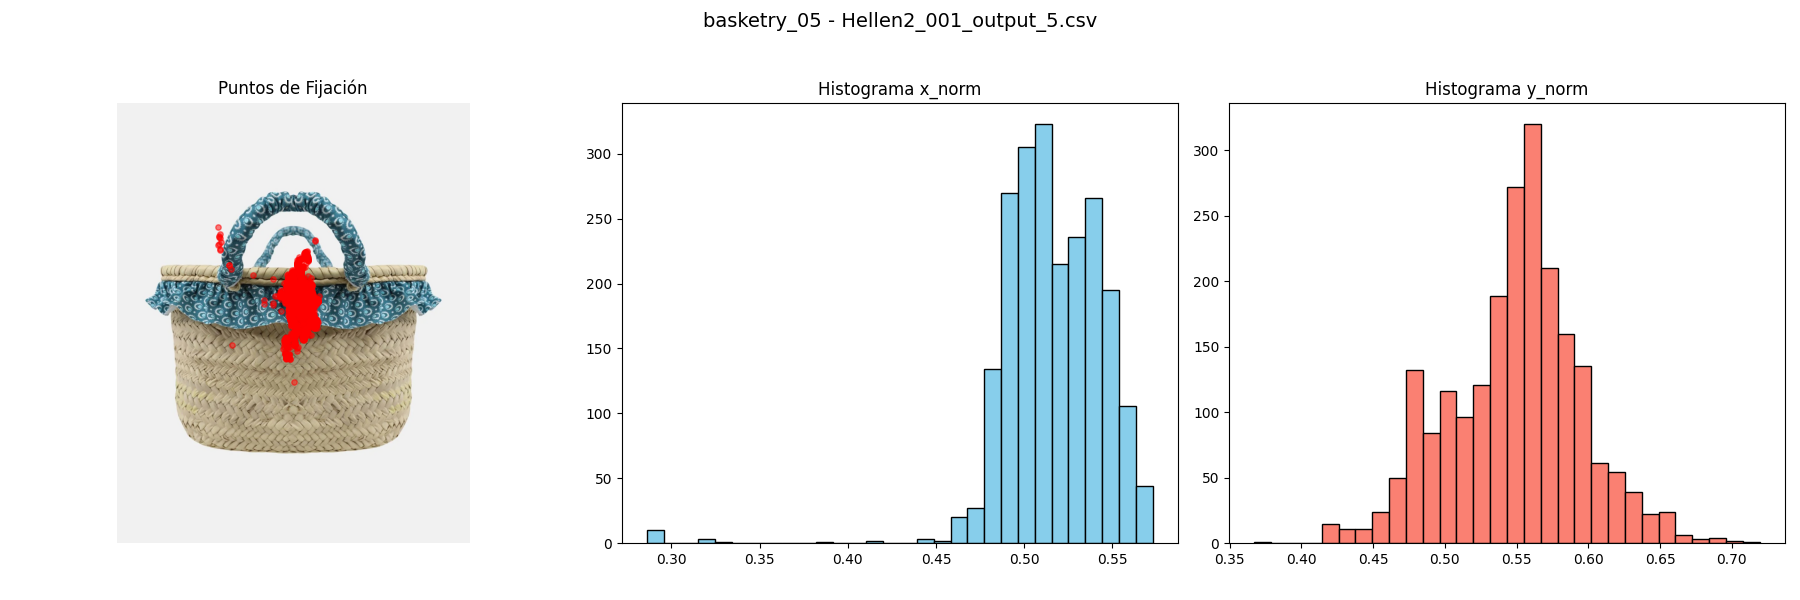 basketry_05 - Hellen2_001_output_5.csv
Puntos de Fijación
Histograma x_norm
300
250
200
150
100
50
0
0.30 0.35 0.40 0.45 0.50 0.55
Histograma y_norm
300
250
200
150
100
50
0
0.35 0.40 0.45 0.50 0.55 0.60 0.65 0.70